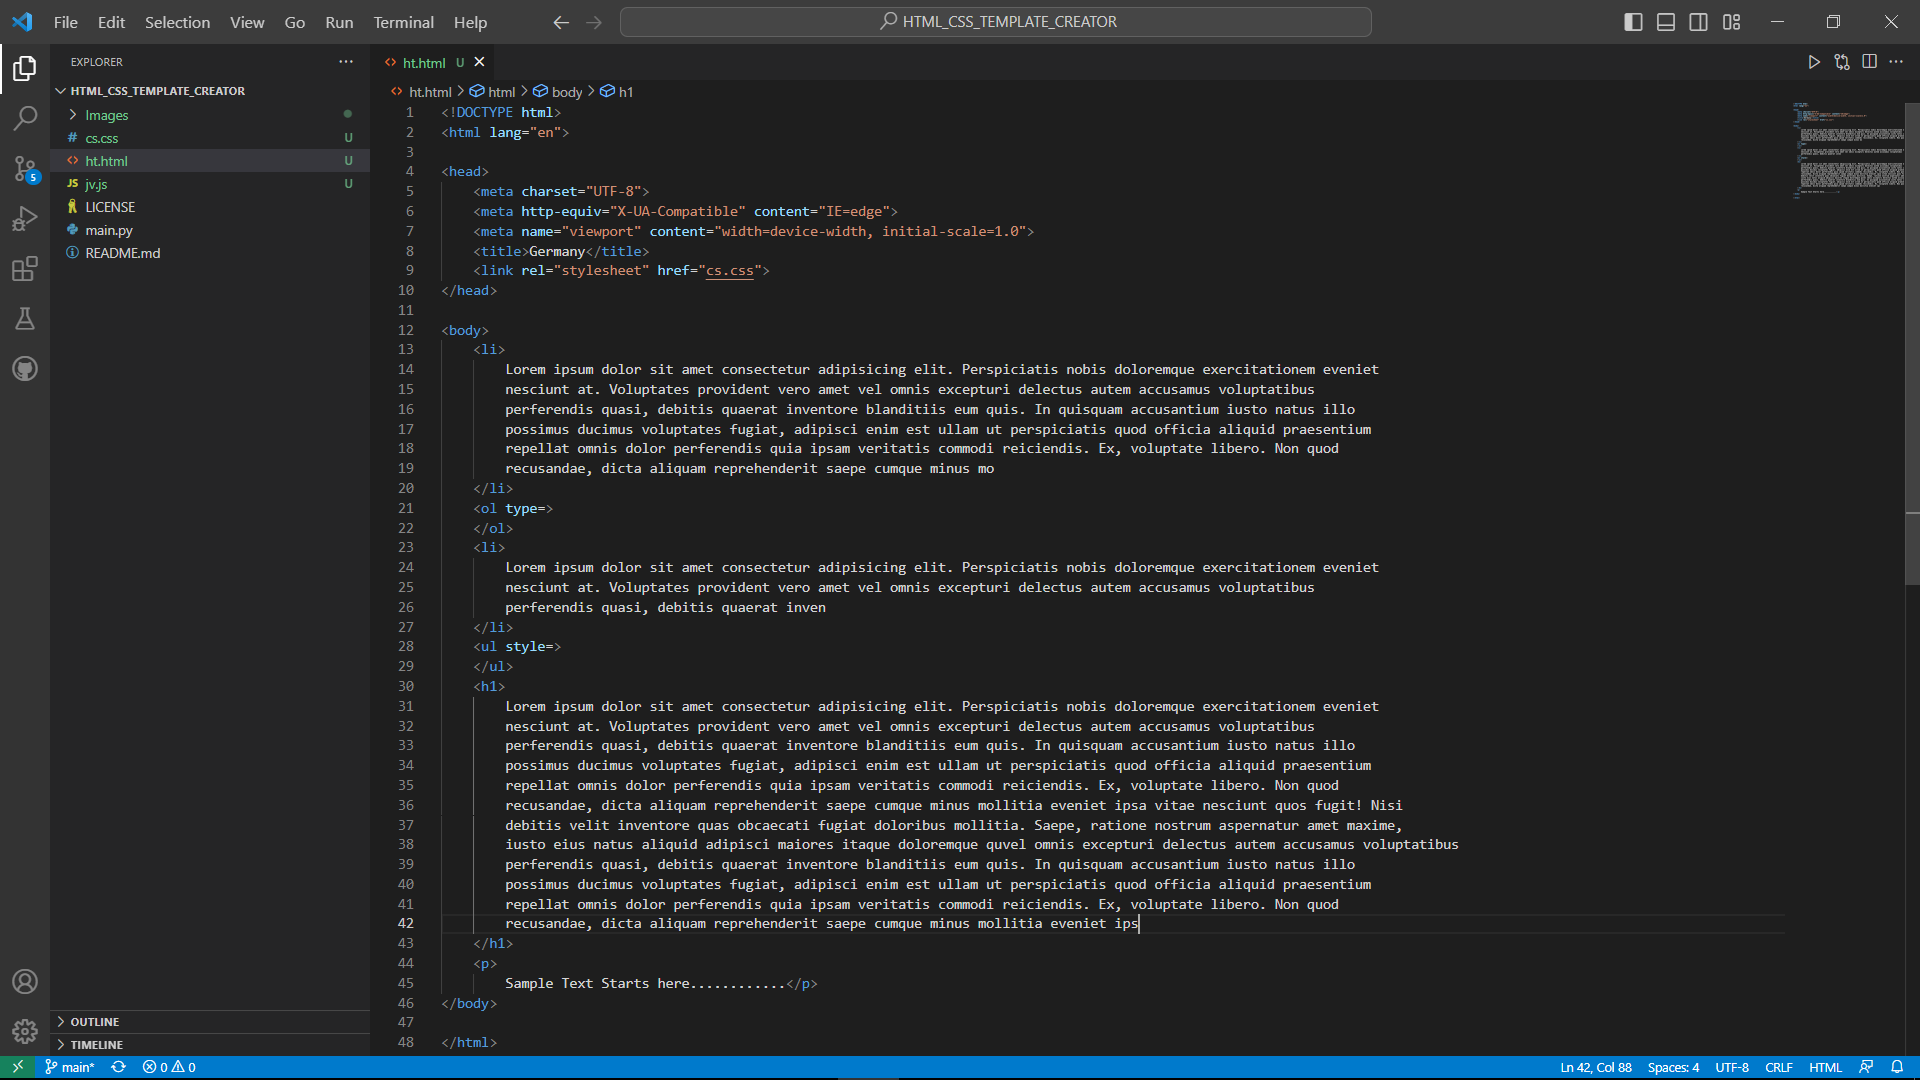 File Edit Selection View Go Run Terminal Help
HTML_CSS_TEMPLATE_CREATOR
EXPLORER
HTML_CSS_TEMPLATE_CREATOR
Images
# cs.css U
<> ht.html U
JS jv.js U
LICENSE
main.py
README.md
5
OUTLINE
TIMELINE
<> ht.html U
<> ht.html > html > body > h1
1 <!DOCTYPE html>
2 <html lang="en">
3
4 <head>
5 <meta charset="UTF-8">
6 <meta http-equiv="X-UA-Compatible" content="IE=edge">
7 <meta name="viewport" content="width=device-width, initial-scale=1.0">
8 <title>Germany</title>
9 <link rel="stylesheet" href="cs.css">
10 </head>
11
12 <body>
13 <li>
14 Lorem ipsum dolor sit amet consectetur adipisicing elit. Perspiciatis nobis doloremque exercitationem eveniet
15 nesciunt at. Voluptates provident vero amet vel omnis excepturi delectus autem accusamus voluptatibus
16 perferendis quasi, debitis quaerat inventore blanditiis eum quis. In quisquam accusantium iusto natus illo
17 possimus ducimus voluptates fugiat, adipisci enim est ullam ut perspiciatis quod officia aliquid praesentium
18 repellat omnis dolor perferendis quia ipsam veritatis commodi reiciendis. Ex, voluptate libero. Non quod
19 recusandae, dicta aliquam reprehenderit saepe cumque minus mo
20 </li>
21 <ol type=>
22 </ol>
23 <li>
24 Lorem ipsum dolor sit amet consectetur adipisicing elit. Perspiciatis nobis doloremque exercitationem eveniet
25 nesciunt at. Voluptates provident vero amet vel omnis excepturi delectus autem accusamus voluptatibus
26 perferendis quasi, debitis quaerat inven
27 </li>
28 <ul style=>
29 </ul>
30 <h1>
31 Lorem ipsum dolor sit amet consectetur adipisicing elit. Perspiciatis nobis doloremque exercitationem eveniet
32 nesciunt at. Voluptates provident vero amet vel omnis excepturi delectus autem accusamus voluptatibus
33 perferendis quasi, debitis quaerat inventore blanditiis eum quis. In quisquam accusantium iusto natus illo
34 possimus ducimus voluptates fugiat, adipisci enim est ullam ut perspiciatis quod officia aliquid praesentium
35 repellat omnis dolor perferendis quia ipsam veritatis commodi reiciendis. Ex, voluptate libero. Non quod
36 recusandae, dicta aliquam reprehenderit saepe cumque minus mollitia eveniet ipsa vitae nesciunt quos fugit! Nisi
37 debitis velit inventore quas obcaecati fugiat doloribus mollitia. Saepe, ratione nostrum aspernatur amet maxime,
38 iusto eius natus aliquid adipisci maiores itaque doloremque quvel omnis excepturi delectus autem accusamus voluptatibus
39 perferendis quasi, debitis quaerat inventore blanditiis eum quis. In quisquam accusantium iusto natus illo
40 possimus ducimus voluptates fugiat, adipisci enim est ullam ut perspiciatis quod officia aliquid praesentium
41 repellat omnis dolor perferendis quia ipsam veritatis commodi reiciendis. Ex, voluptate libero. Non quod
42 recusandae, dicta aliquam reprehenderit saepe cumque minus mollitia eveniet ips
43 </h1>
44 <p>
45 Sample Text Starts here............</p>
46 </body>
47
48 </html>
main* 0 0
Ln 42, Col 88 Spaces: 4 UTF-8 CRLF HTML